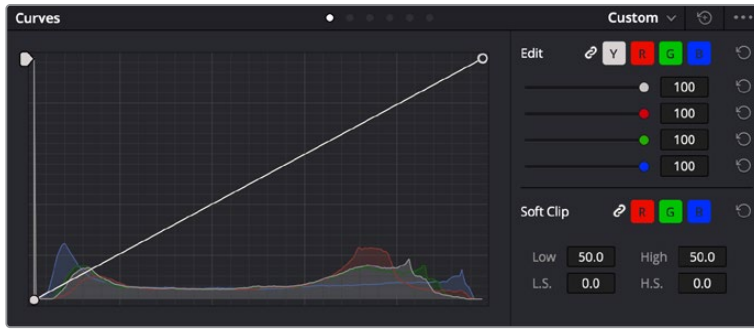 Curves Custom
Edit Y R G B
100
100
100
100
Soft Clip R G B
Low 50.0 High 50.0
L.S. 0.0 H.S. 0.0